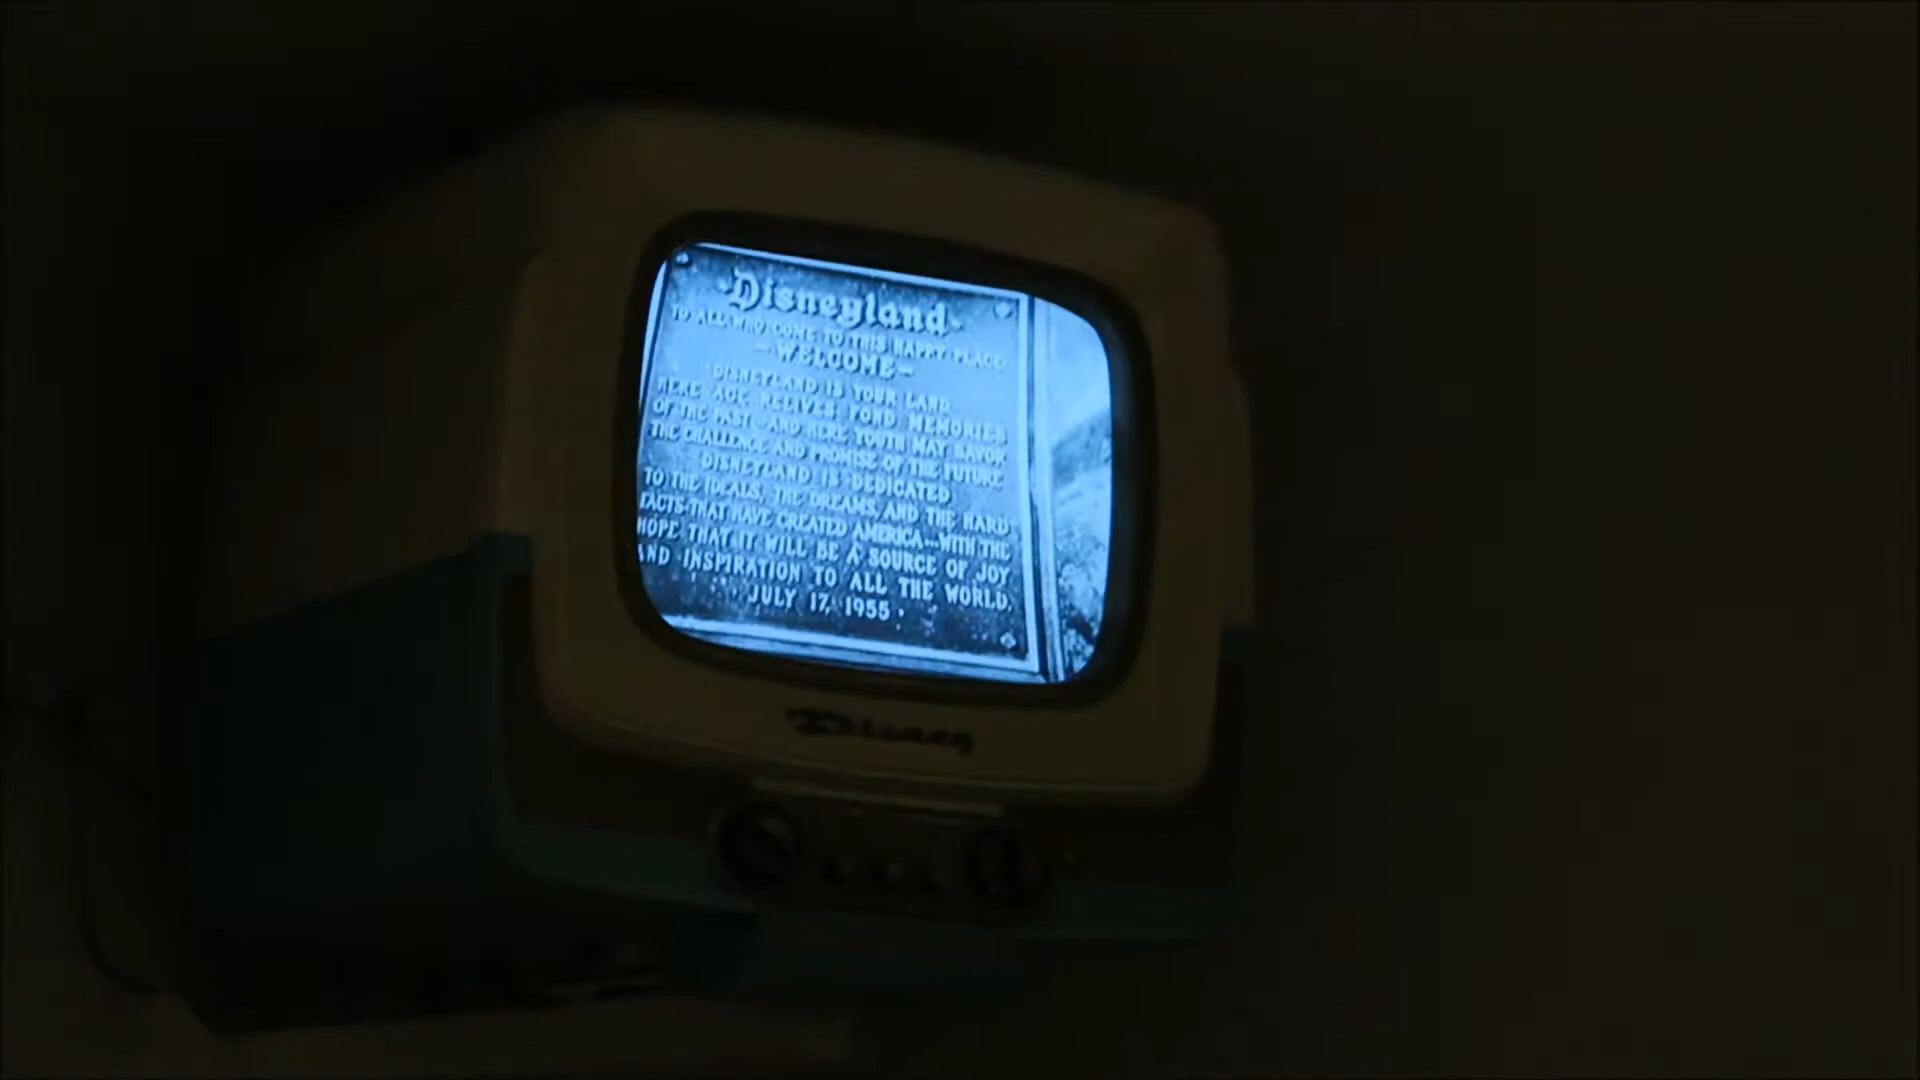 Disneyland
TO ALL WHO COME TO THIS HAPPY PLACE
-WELCOME-
DISNEYLAND IS YOUR LAND.
HERE AGE RELIVES FOND MEMORIES
OF THE PAST...AND HERE YOUTH MAY SAVOR
THE CHALLENGE AND PROMISE OF THE FUTURE
DISNEYLAND IS DEDICATED
TO THE IDEALS, THE DREAMS, AND THE HARD
FACTS THAT HAVE CREATED AMERICA...WITH THE
HOPE THAT IT WILL BE A SOURCE OF JOY
AND INSPIRATION TO ALL THE WORLD.
JULY 17, 1955
Disney